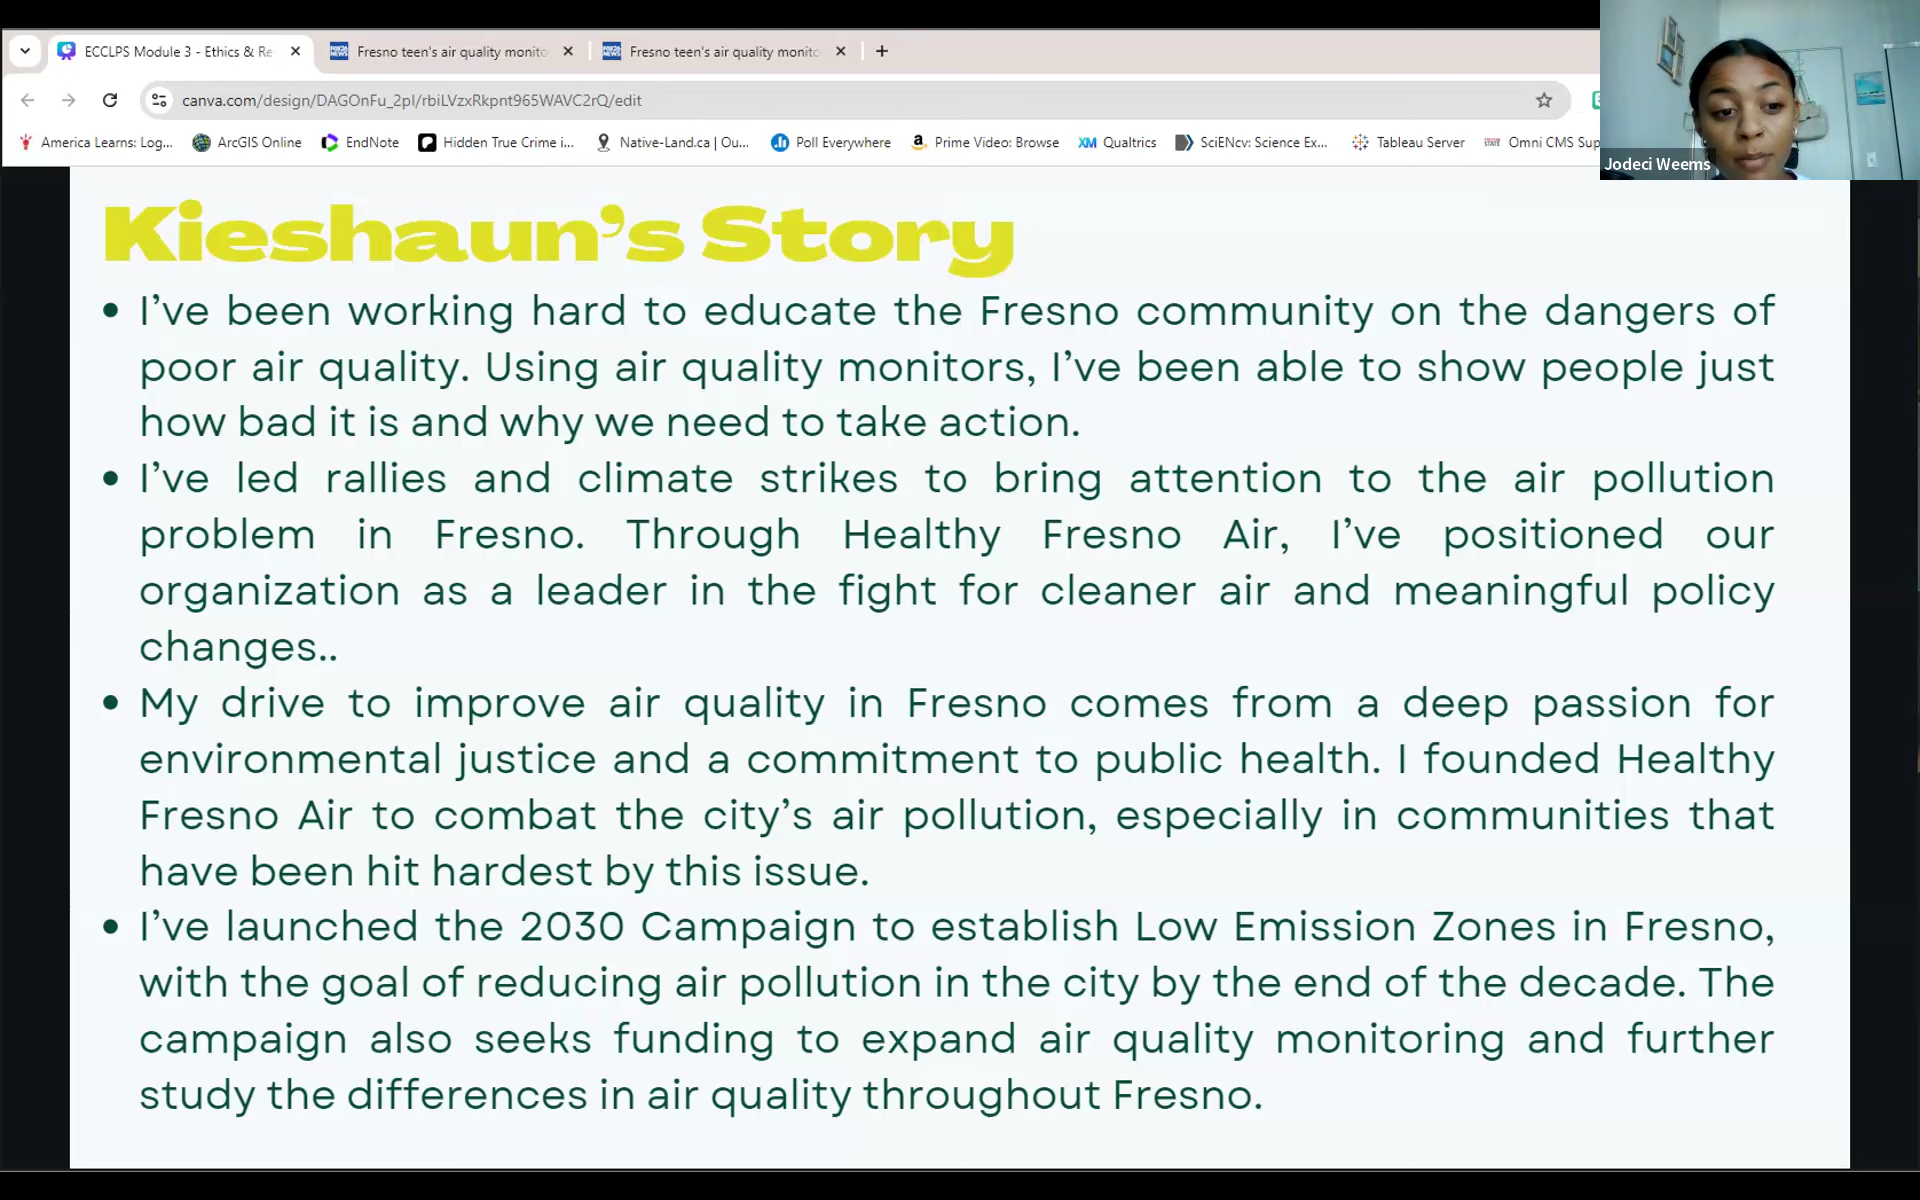 ECCLPS Module 3 - Ethics & Re
Fresno teen's air quality monito
Fresno teen's air quality monito
canva.com/design/DAGOnFu_2pI/rbiLVzxRkpnt965WAVC2rQ/edit
America Learns: Log...
ArcGIS Online
EndNote
Hidden True Crime i...
Native-Land.ca | Ou...
Poll Everywhere
Prime Video: Browse
XM Qualtrics
SciENcv: Science Ex...
Tableau Server
Omni CMS Sup
Jodeci Weems
Kieshaun’s Story
• I’ve been working hard to educate the Fresno community on the dangers of
poor air quality. Using air quality monitors, I’ve been able to show people just
how bad it is and why we need to take action.
• I’ve led rallies and climate strikes to bring attention to the air pollution
problem in Fresno. Through Healthy Fresno Air, I’ve positioned our
organization as a leader in the fight for cleaner air and meaningful policy
changes..
• My drive to improve air quality in Fresno comes from a deep passion for
environmental justice and a commitment to public health. I founded Healthy
Fresno Air to combat the city’s air pollution, especially in communities that
have been hit hardest by this issue.
• I’ve launched the 2030 Campaign to establish Low Emission Zones in Fresno,
with the goal of reducing air pollution in the city by the end of the decade. The
campaign also seeks funding to expand air quality monitoring and further
study the differences in air quality throughout Fresno.